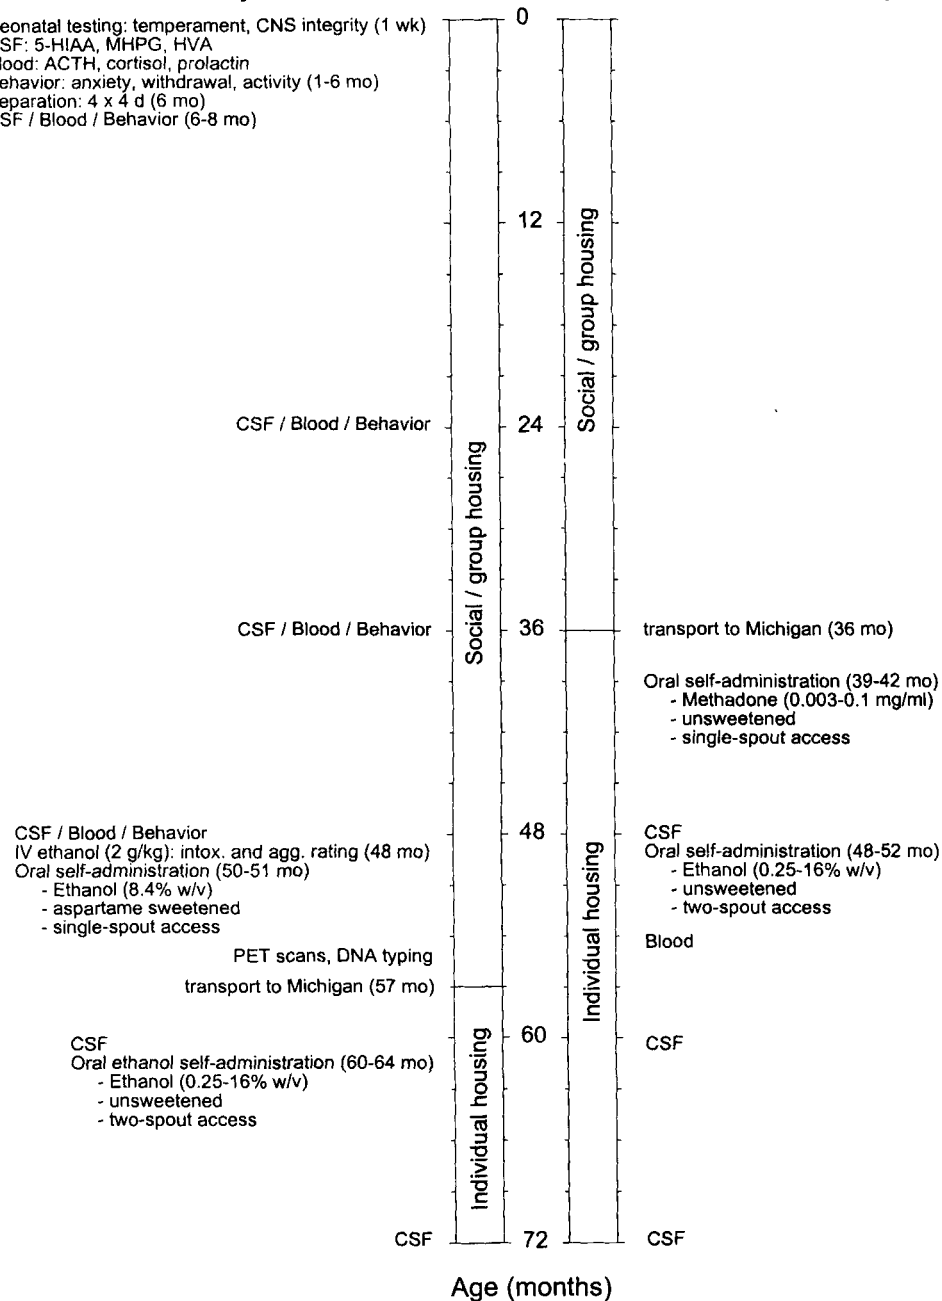 eonatal testing: temperament, CNS integrity (1 wk)
SF: 5-HIAA, MHPG, HVA
lood: ACTH, cortisol, prolactin
ehavior: anxiety, withdrawal, activity (1-6 mo)
eparation: 4 x 4 d (6 mo)
SF / Blood / Behavior (6-8 mo)
CSF / Blood / Behavior
CSF / Blood / Behavior
CSF / Blood / Behavior
IV ethanol (2 g/kg): intox. and agg. rating (48 mo)
Oral self-administration (50-51 mo)
- Ethanol (8.4% w/v)
- aspartame sweetened
- single-spout access
PET scans, DNA typing
transport to Michigan (57 mo)
CSF
Oral ethanol self-administration (60-64 mo)
- Ethanol (0.25-16% w/v)
- unsweetened
- two-spout access
CSF
Social / group housing
Individual housing
0
12
24
36
48
60
72
Social / group housing
Individual housing
transport to Michigan (36 mo)
Oral self-administration (39-42 mo)
- Methadone (0.003-0.1 mg/ml)
- unsweetened
- single-spout access
CSF
Oral self-administration (48-52 mo)
- Ethanol (0.25-16% w/v)
- unsweetened
- two-spout access
Blood
CSF
CSF
Age (months)